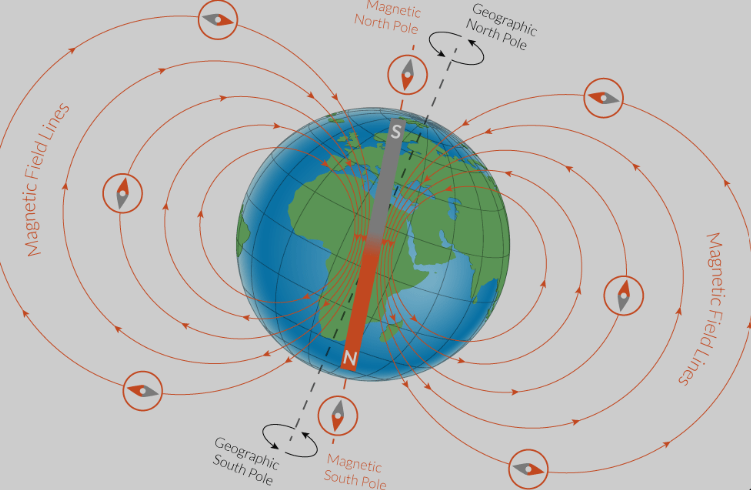 Magnetic
North Pole
Geographic
North Pole
Magnetic Field Lines
S
N
Magnetic Field Lines
Geographic
South Pole
Magnetic
South Pole